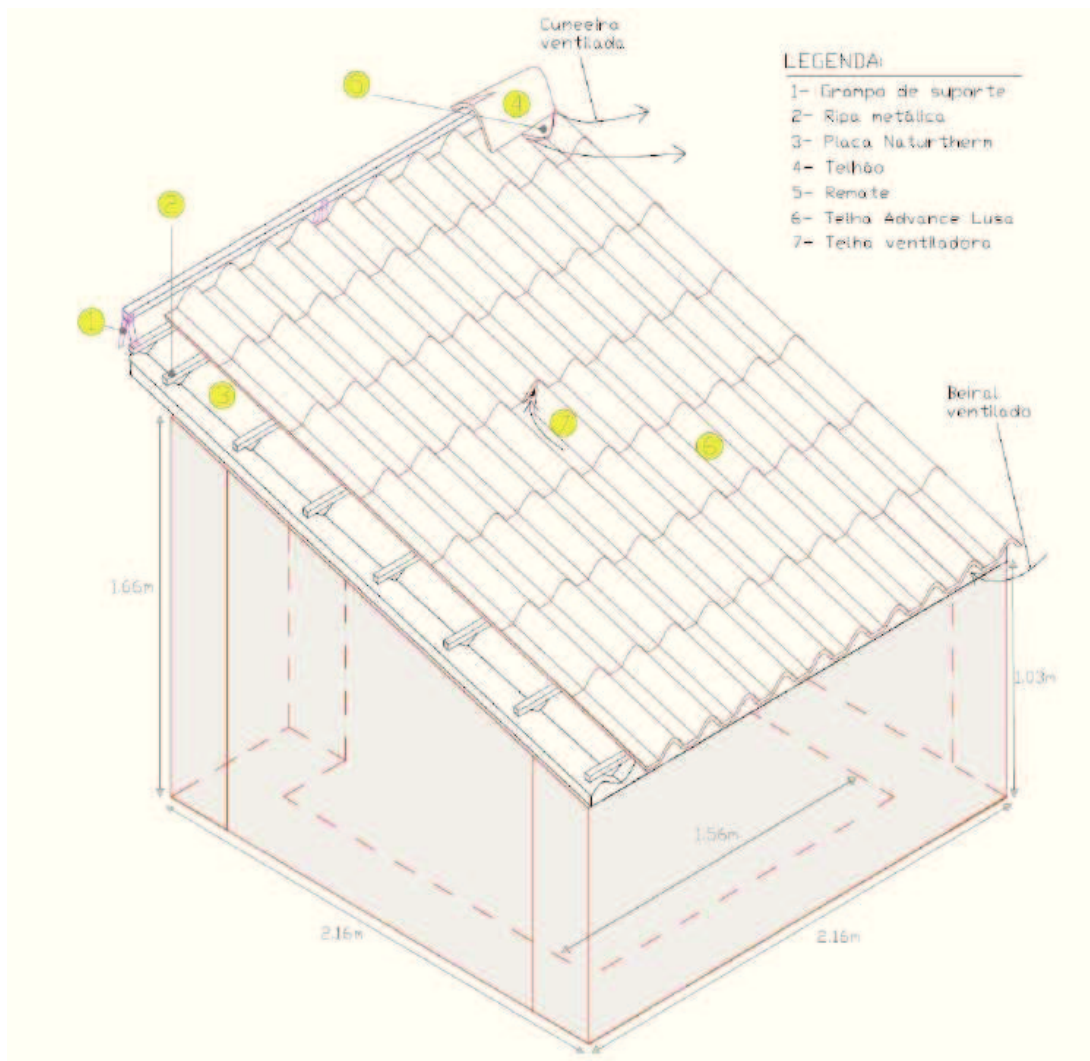 Cumeeira
ventilada
LEGENDA:
1- Grampo de suporte
2- Ripa metálica
3- Placa Naturtherm
4- Telhão
5- Remate
6- Telha Advance Lusa
7- Telha ventiladora
5
4
2
1
3
7
6
Beiral
ventilado
1.66m
1.03m
1.56m
2.16m
2.16m